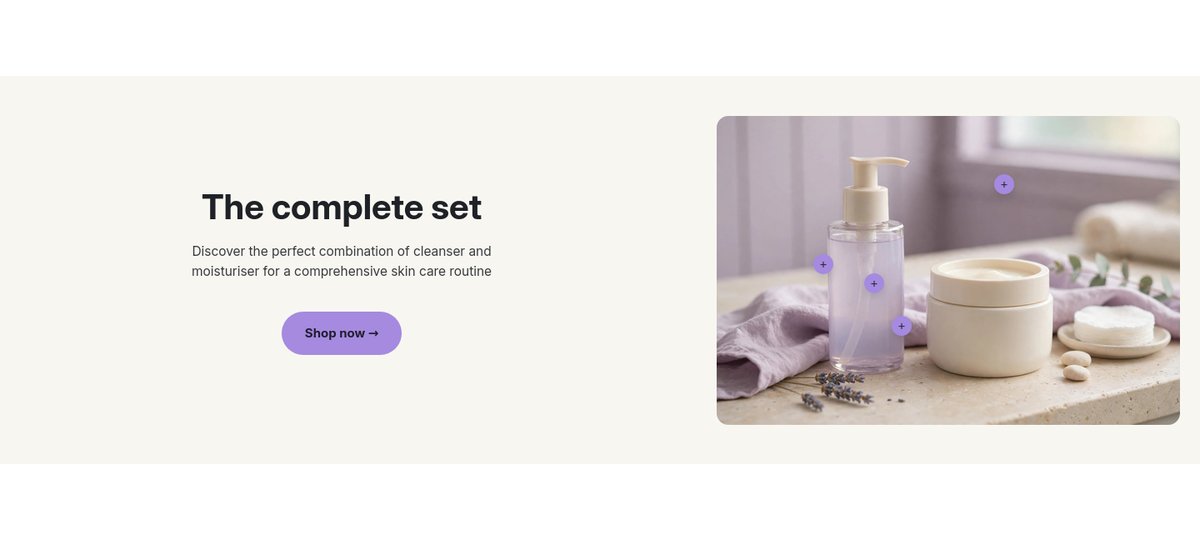 The complete set
Discover the perfect combination of cleanser and
moisturiser for a comprehensive skin care routine
Shop now →
+
+
+
+